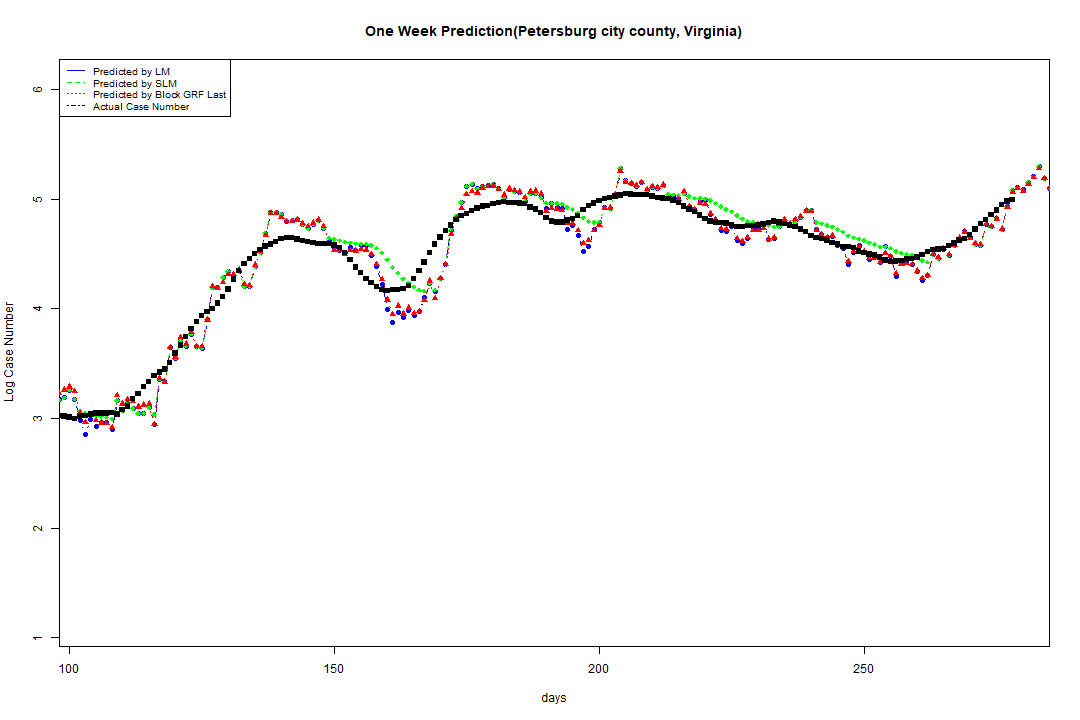 One Week Prediction(Petersburg city county, Virginia)
Predicted by LM
Predicted by SLM
Predicted by Block GRF Last
Actual Case Number
6
5
4
3
2
1
Log Case Number
100 150 200 250
days